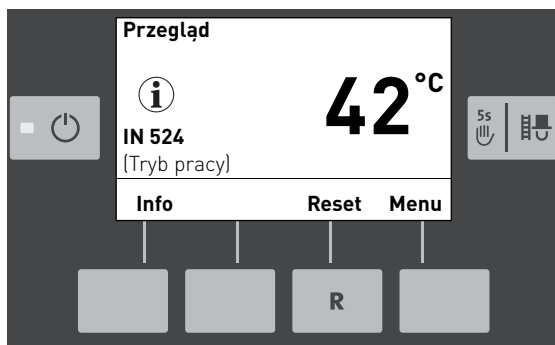 Przegląd
42°C
IN 524
(Tryb pracy)
Info Reset Menu
5s
R